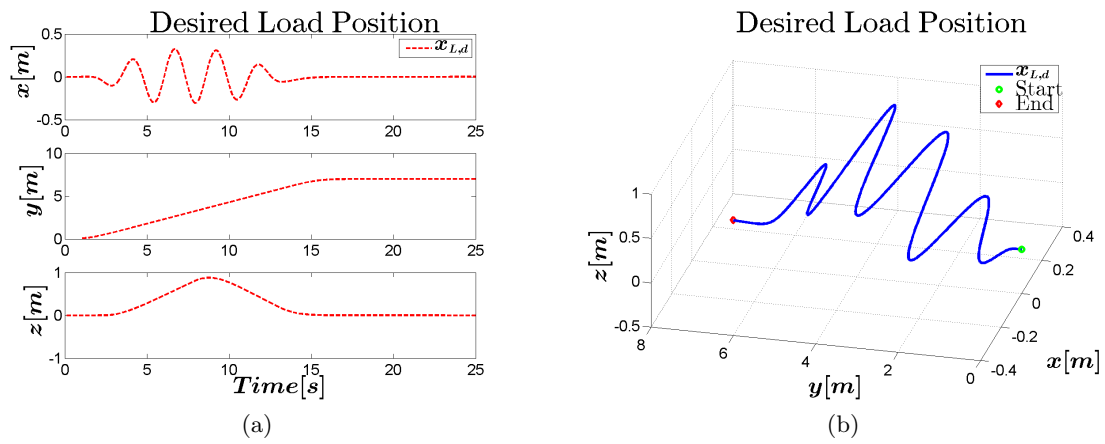 Desired Load Position
x[m]
0.5
0
-0.5
x_{L,d}
0 5 10 15 20 25
y[m]
10
5
0
0 5 10 15 20 25
z[m]
1
0
-1
0 5 10 15 20 25
Time[s]
(a)
Desired Load Position
x_{L,d}
Start
End
z[m]
1
0.5
0
-0.5
8 6 4 2 0
y[m]
0.4
0.2
0
-0.2
-0.4
x[m]
(b)